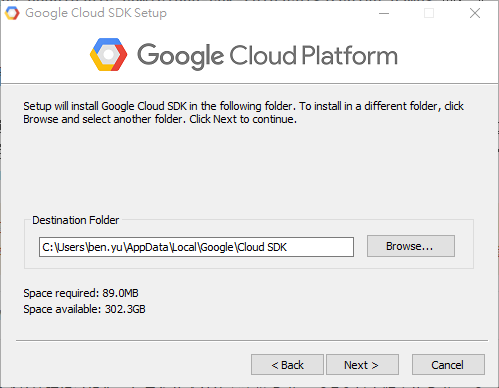 Google Cloud SDK Setup
Google Cloud Platform
Setup will install Google Cloud SDK in the following folder. To install in a different folder, click
Browse and select another folder. Click Next to continue.
Destination Folder
C:\Users\ben.yu\AppData\Local\Google\Cloud SDK
Browse...
Space required: 89.0MB
Space available: 302.3GB
< Back
Next >
Cancel